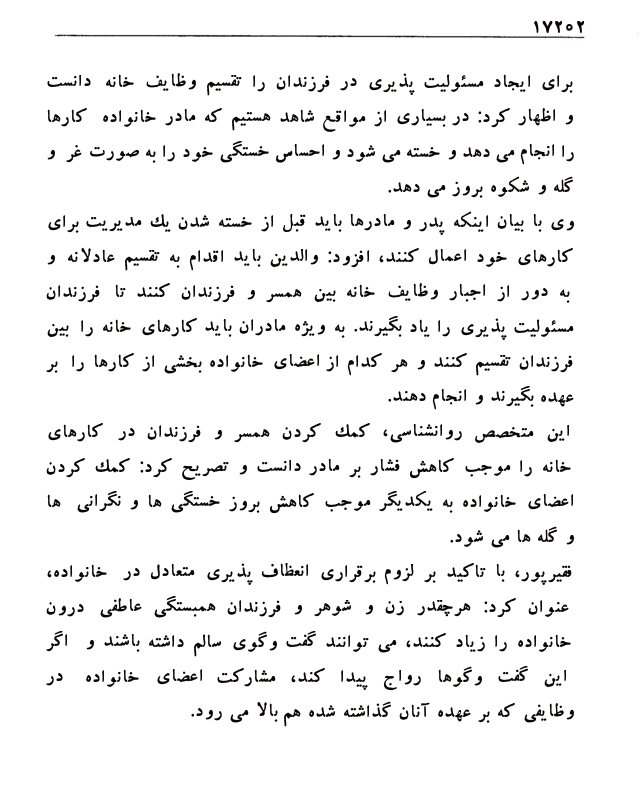 ۱۷۲۰۲
برای ایجاد مسئولیت پذیری در فرزندان را تقسیم وظایف خانه دانست
و اظهار کرد: در بسیاری از مواقع شاهد هستیم که مادر خانواده کارها
را انجام می دهد و خسته می شود و احساس خستگی خود را به صورت غر و
گله و شکوه بروز می دهد.
وی با بیان اینکه پدر و مادرها باید قبل از خسته شدن یك مدیریت برای
کارهای خود اعمال کنند، افزود: والدین باید اقدام به تقسیم عادلانه و
به دور از اجبار وظایف خانه بین همسر و فرزندان کنند تا فرزندان
مسئولیت پذیری را یاد بگیرند. به ویژه مادران باید کارهای خانه را بین
فرزندان تقسیم کنند و هر کدام از اعضای خانواده بخشی از کارها را بر
عهده بگیرند و انجام دهند.
این متخصص روانشناسی، کمك کردن همسر و فرزندان در کارهای
خانه را موجب کاهش فشار بر مادر دانست و تصریح کرد: کمك کردن
اعضای خانواده به یکدیگر موجب کاهش بروز خستگی ها و نگرانی ها
و گله ها می شود.
فقیرپور، با تاکید بر لزوم برقراری انعظاف پذیری متعادل در خانواده،
عنوان کرد: هرچقدر زن و شوهر و فرزندان همبستگی عاطفی درون
خانواده را زیاد کنند، می توانند گفت وگوی سالم داشته باشند و اگر
این گفت وگوها رواج پیدا کند، مشارکت اعضای خانواده در
وظایفی که بر عهده آنان گذاشته شده هم بالا می رود.